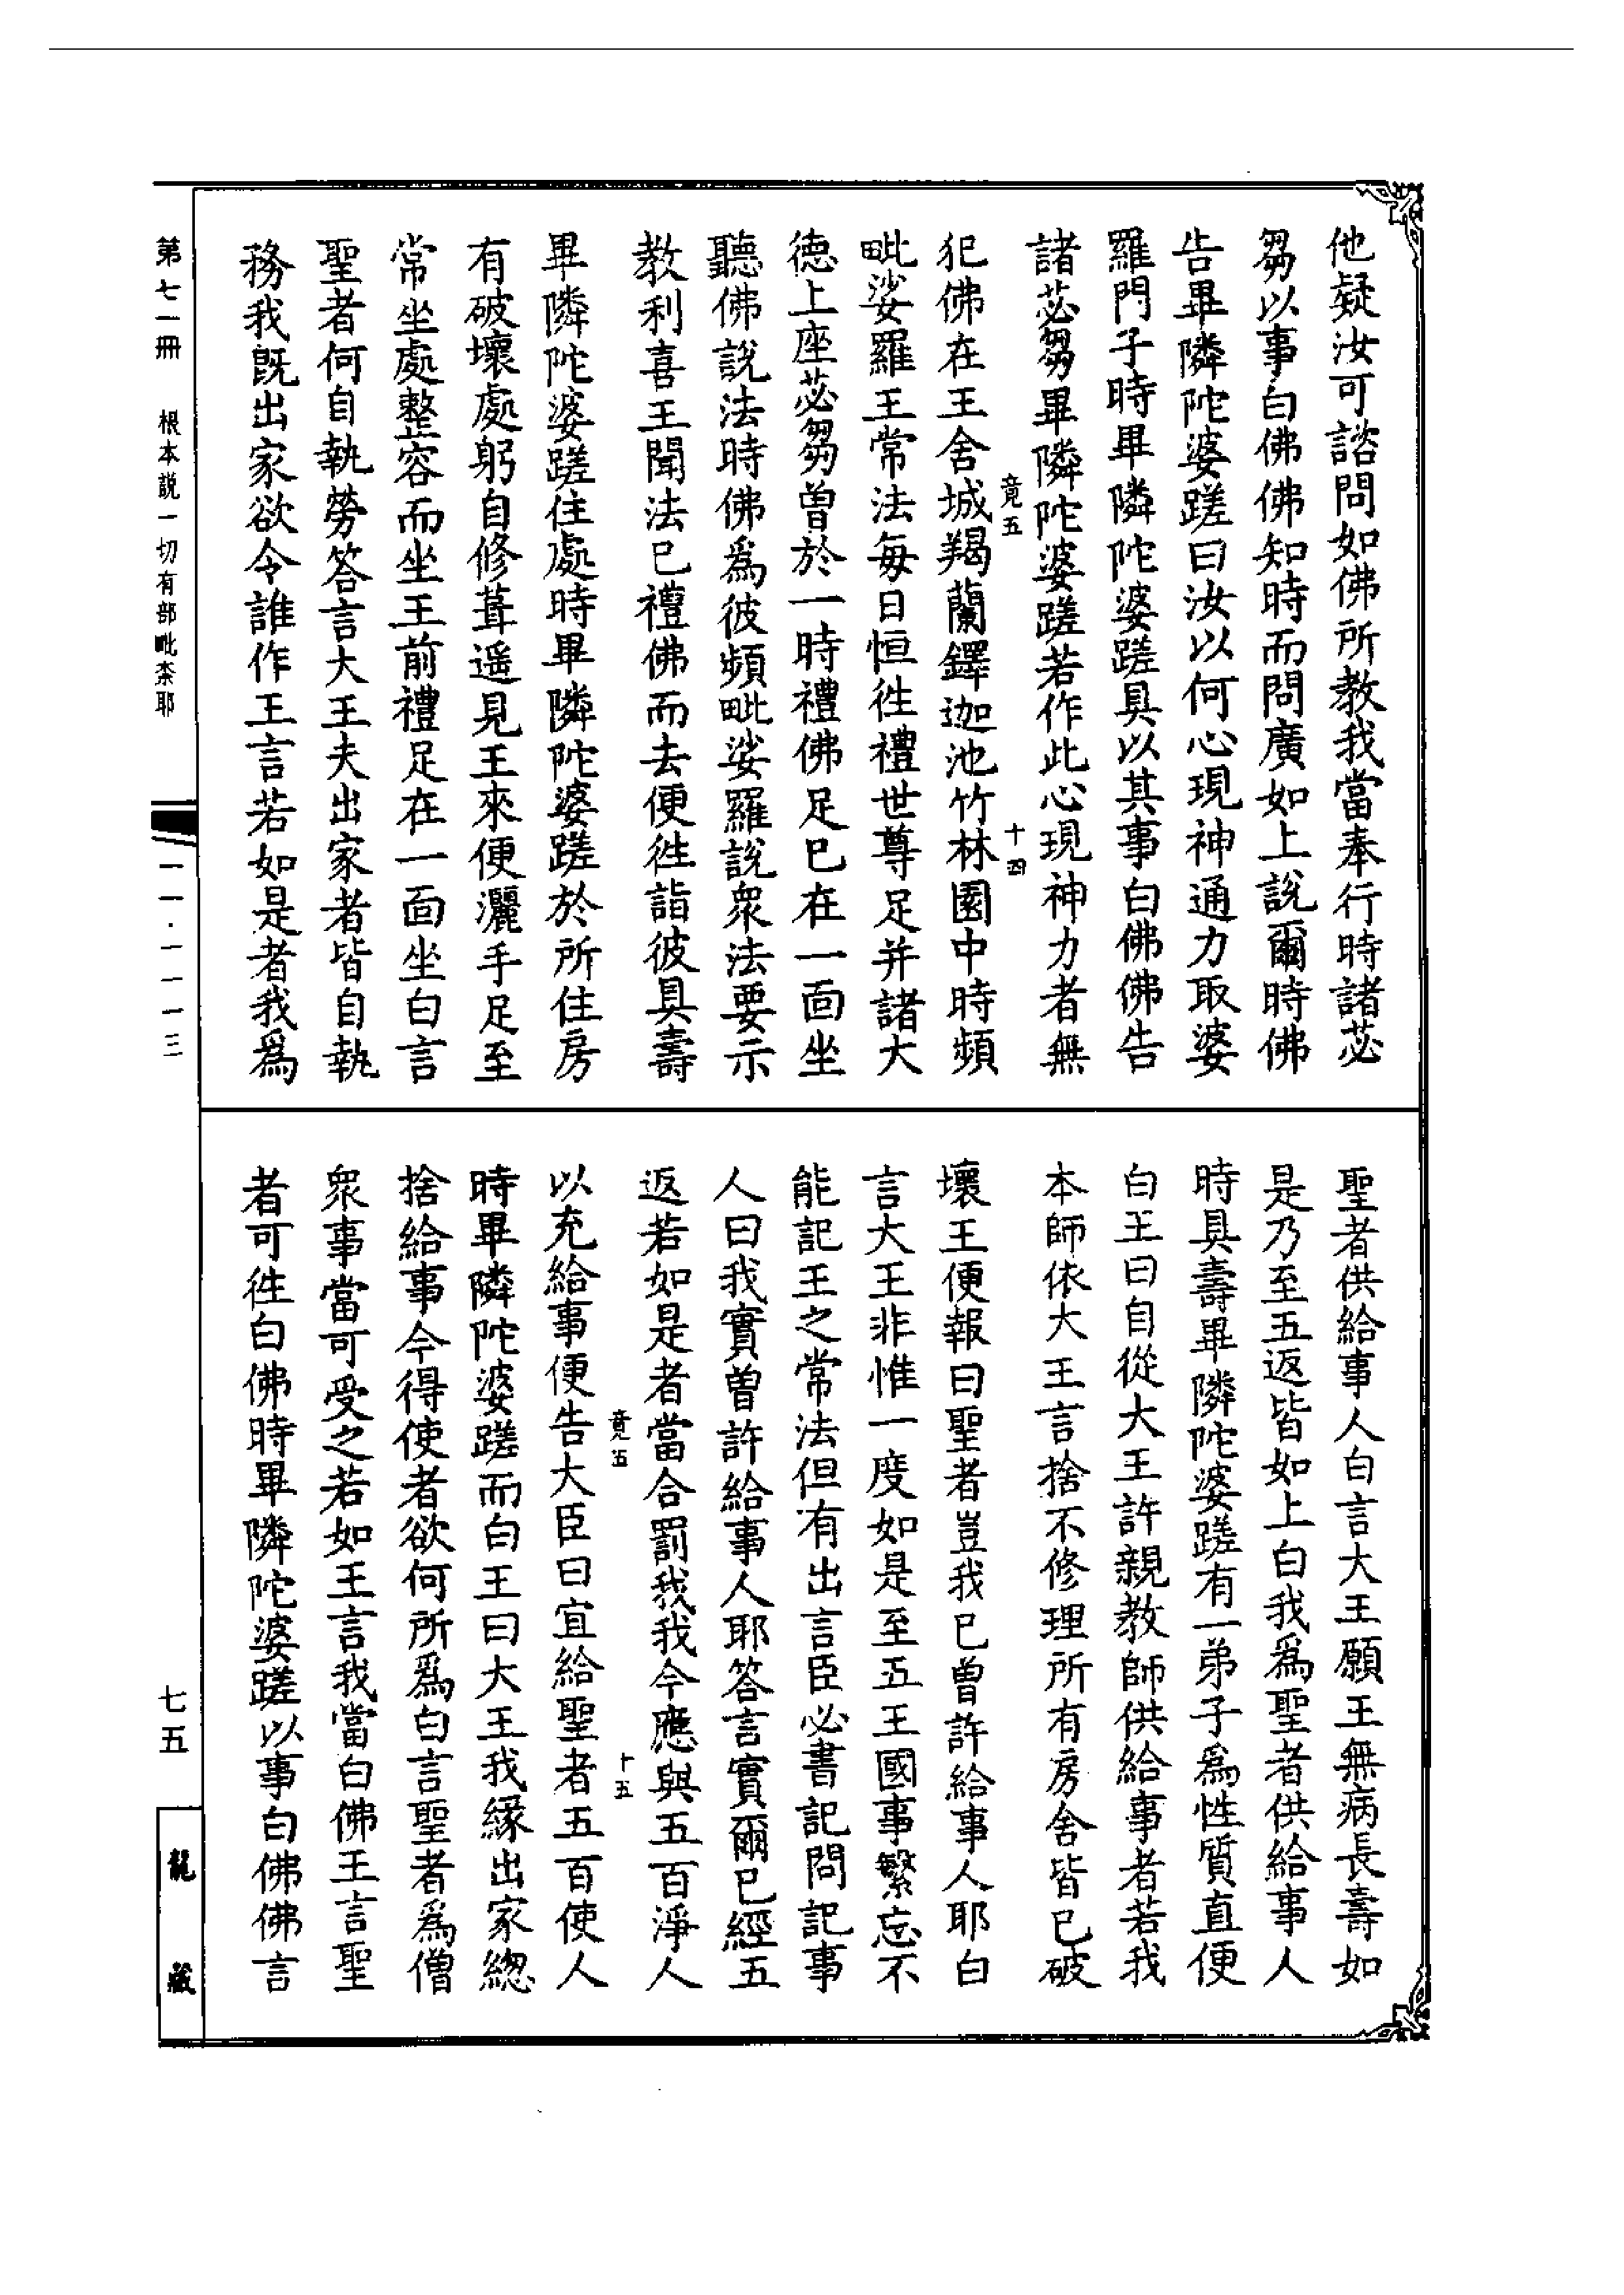 他疑汝可諮問如佛所教我當奉行時諸苾
芻以事白佛佛知時而問廣如上說爾時佛
告畢隣陀婆蹉曰汝以何心現神通力取婆
羅門子時畢隣陀婆蹉具以其事白佛佛告
諸苾芻畢隣陀婆蹉若作此心現神力者無
竟五
十四
犯佛在王舍城羯蘭鐸迦池竹林園中時頻
毗娑羅王常法每日恒徃禮世尊足并諸大
德上座苾芻曾於一時禮佛足已在一面坐
聽佛說法時佛爲彼頻毗娑羅說衆法要示
教利喜王聞法已禮佛而去便徃詣彼具壽
畢隣陀婆蹉住處時畢隣陀婆蹉於所住房
有破壞處躬自修葺遥見王來便灑手足至
常坐處整容而坐王前禮足在一面坐白言
聖者何自執勞答言大王夫出家者皆自執
務我既出家欲令誰作王言若如是者我爲
聖者供給事人白言大王願王無病長壽如
是乃至五返皆如上白我爲聖者供給事人
時具壽畢隣陀婆蹉有一弟子爲性質直便
白王曰自從大王許親教師供給事者若我
本師依大王言捨不修理所有房舍皆已破
壞王便報曰聖者豈我已曾許給事人耶白
言大王非惟一度如是至五王國事繁忘不
能記王之常法但有出言臣必書記問記事
人曰我實曾許給事人耶答言實爾已經五
返若如是者當合罰我我今應與五百淨人
竟五
十五
以充給事便告大臣曰宜給聖者五百使人
時畢隣陀婆蹉而白王曰大王我緣出家緫
捨給事今得使者欲何所爲白言聖者爲僧
衆事當可受之若如王言我當白佛王言聖
者可徃白佛時畢隣陀婆蹉以事白佛佛言
第七一冊
根本說一切有部毗柰耶
一一·一一一三
七五
龍藏